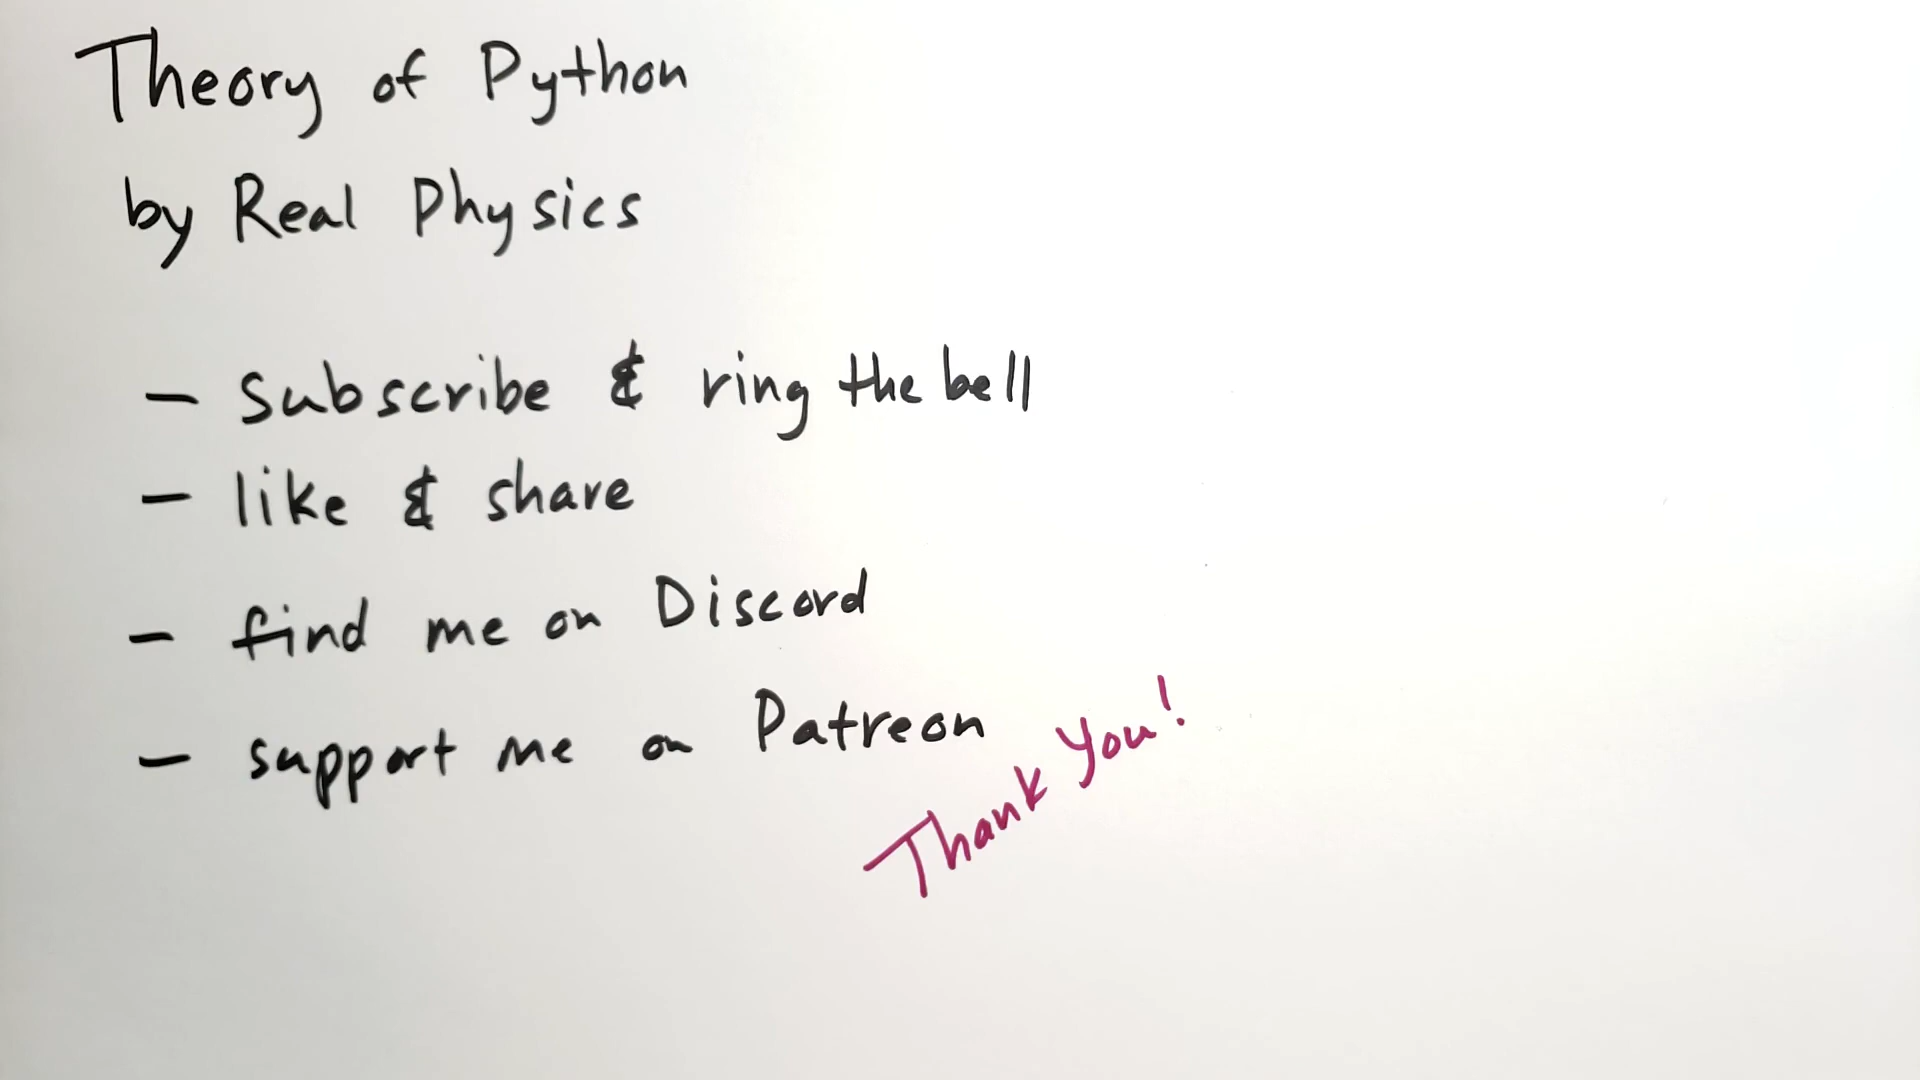 Theory of Python
by Real Physics
- subscribe & ring the bell
- like & share
- find me on Discord
- support me on Patreon
Thank you!